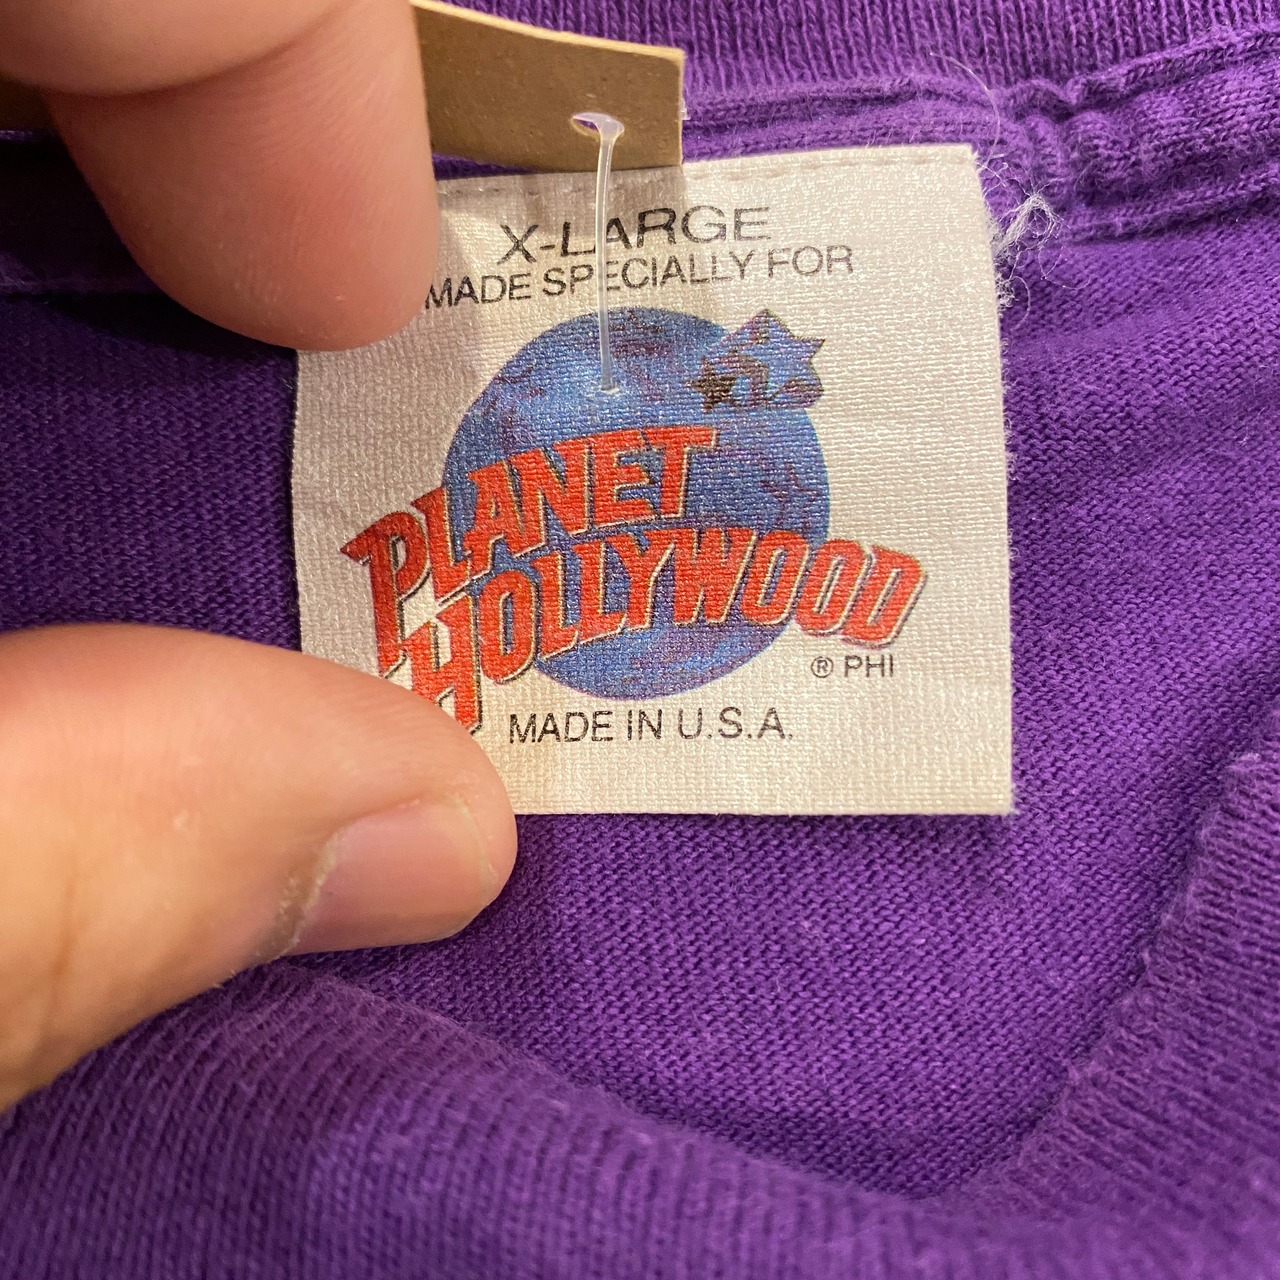 X-LARGE
MADE SPECIALLY FOR
PLANET
HOLLYWOOD
® PHI
MADE IN U.S.A.